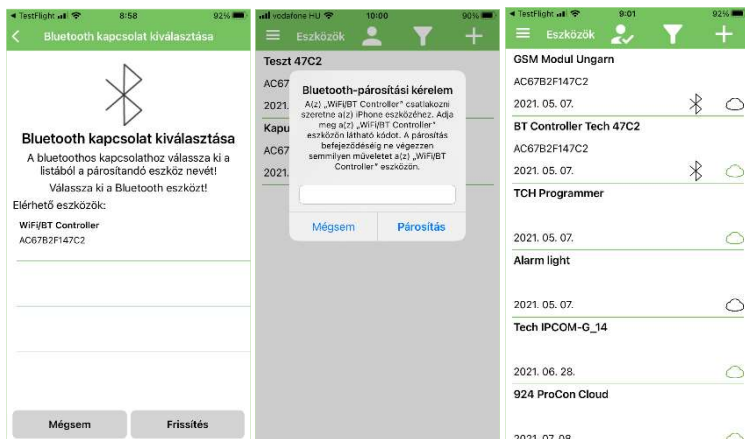 TestFlight 8:58 92%
Bluetooth kapcsolat kiválasztása
Bluetooth kapcsolat kiválasztása
A bluetoothos kapcsolathoz válassza ki a
listából a párosítandó eszköz nevét!
Válassza ki a Bluetooth eszközt!
Elérhető eszközök:
WiFi/BT Controller
AC67B2F147C2
Mégsem Frissítés
vodafone HU 10:00 90%
Eszközök
Teszt 47C2
AC67
2021.
Kapu
AC67
2021.
Bluetooth-párosítási kérelem
A(z) „WiFi/BT Controller" csatlakozni
szeretne a(z) iPhone eszközéhez. Adja
meg a(z) „WiFi/BT Controller"
eszközön látható kódot. A párosítás
befejeződéséig ne végezzen
semmilyen műveletet a(z) „WiFi/BT
Controller" eszközön.
Mégsem Párosítás
TestFlight 9:01 92%
Eszközök
GSM Modul Ungarn
AC67B2F147C2
2021. 05. 07.
BT Controller Tech 47C2
AC67B2F147C2
2021. 05. 07.
TCH Programmer
2021. 05. 07.
Alarm light
2021. 05. 07.
Tech IPCOM-G_14
2021. 06. 28.
924 ProCon Cloud
2021. 07. 08.